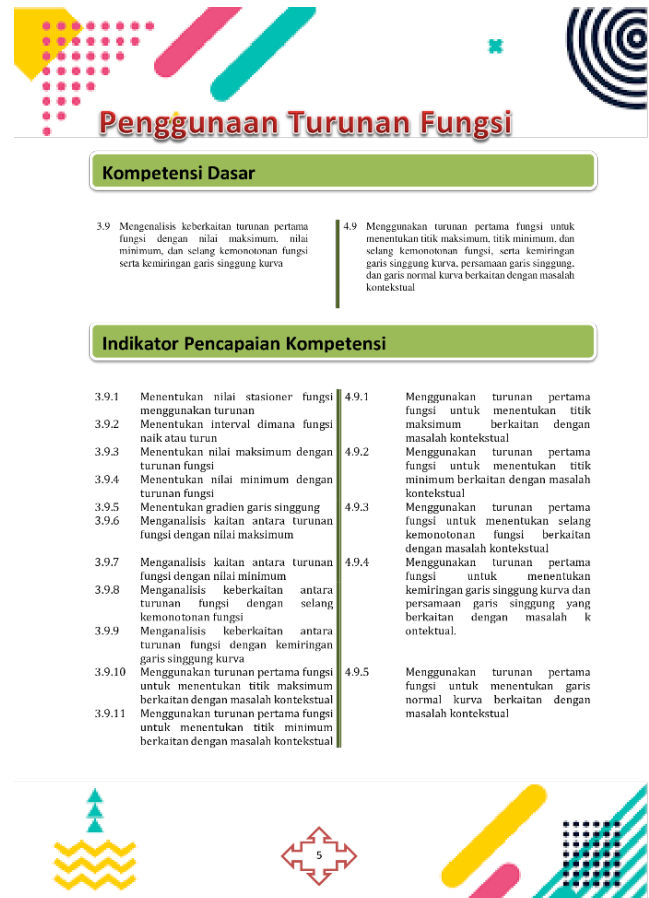 Penggunaan Turunan Fungsi
Kompetensi Dasar
3.9 Mengenalisis keberkaitan turunan pertama
fungsi dengan nilai maksimum, nilai
minimum, dan selang kemonotonan fungsi
serta kemiringan garis singgung kurva
4.9 Menggunakan turunan pertama fungsi untuk
menentukan titik maksimum, titik minimum, dan
selang kemonotonan fungsi, serta kemiringan
garis singgung kurva, persamaan garis singgung,
dan garis normal kurva berkaitan dengan masalah
kontekstual
Indikator Pencapaian Kompetensi
3.9.1 Menentukan nilai stasioner fungsi
menggunakan turunan
3.9.2 Menentukan interval dimana fungsi
naik atau turun
3.9.3 Menentukan nilai maksimum dengan
turunan fungsi
3.9.4 Menentukan nilai minimum dengan
turunan fungsi
3.9.5 Menentukan gradien garis singgung
3.9.6 Menganalisis kaitan antara turunan
fungsi dengan nilai maksimum
3.9.7 Menganalisis kaitan antara turunan
fungsi dengan nilai minimum
3.9.8 Menganalisis keberkaitan antara
turunan fungsi dengan selang
kemonotonan fungsi
3.9.9 Menganalisis keberkaitan antara
turunan fungsi dengan kemiringan
garis singgung kurva
3.9.10 Menggunakan turunan pertama fungsi
untuk menentukan titik maksimum
berkaitan dengan masalah kontekstual
3.9.11 Menggunakan turunan pertama fungsi
untuk menentukan titik minimum
berkaitan dengan masalah kontekstual
4.9.1 Menggunakan turunan pertama
fungsi untuk menentukan titik
maksimum berkaitan dengan
masalah kontekstual
4.9.2 Menggunakan turunan pertama
fungsi untuk menentukan titik
minimum berkaitan dengan masalah
kontekstual
4.9.3 Menggunakan turunan pertama
fungsi untuk menentukan selang
kemonotonan fungsi berkaitan
dengan masalah kontekstual
4.9.4 Menggunakan turunan pertama
fungsi untuk menentukan
kemiringan garis singgung kurva dan
persamaan garis singgung yang
berkaitan dengan masalah k
ontektual.
4.9.5 Menggunakan turunan pertama
fungsi untuk menentukan garis
normal kurva berkaitan dengan
masalah kontekstual
5